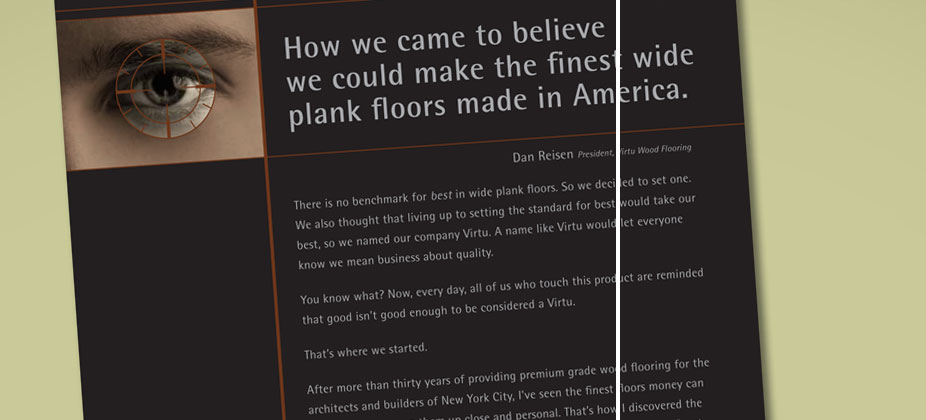 How we came to believe
we could make the finest wide
plank floors made in America.
Dan Reisen President, Virtu Wood Flooring
There is no benchmark for best in wide plank floors. So we decided to set one.
We also thought that living up to setting the standard for best would take our
best, so we named our company Virtu. A name like Virtu would let everyone
know we mean business about quality.
You know what? Now, every day, all of us who touch this product are reminded
that good isn't good enough to be considered a Virtu.
That's where we started.
After more than thirty years of providing premium grade wood flooring for the
architects and builders of New York City, I've seen the finest floors money can
them up close and personal. That's how I discovered the